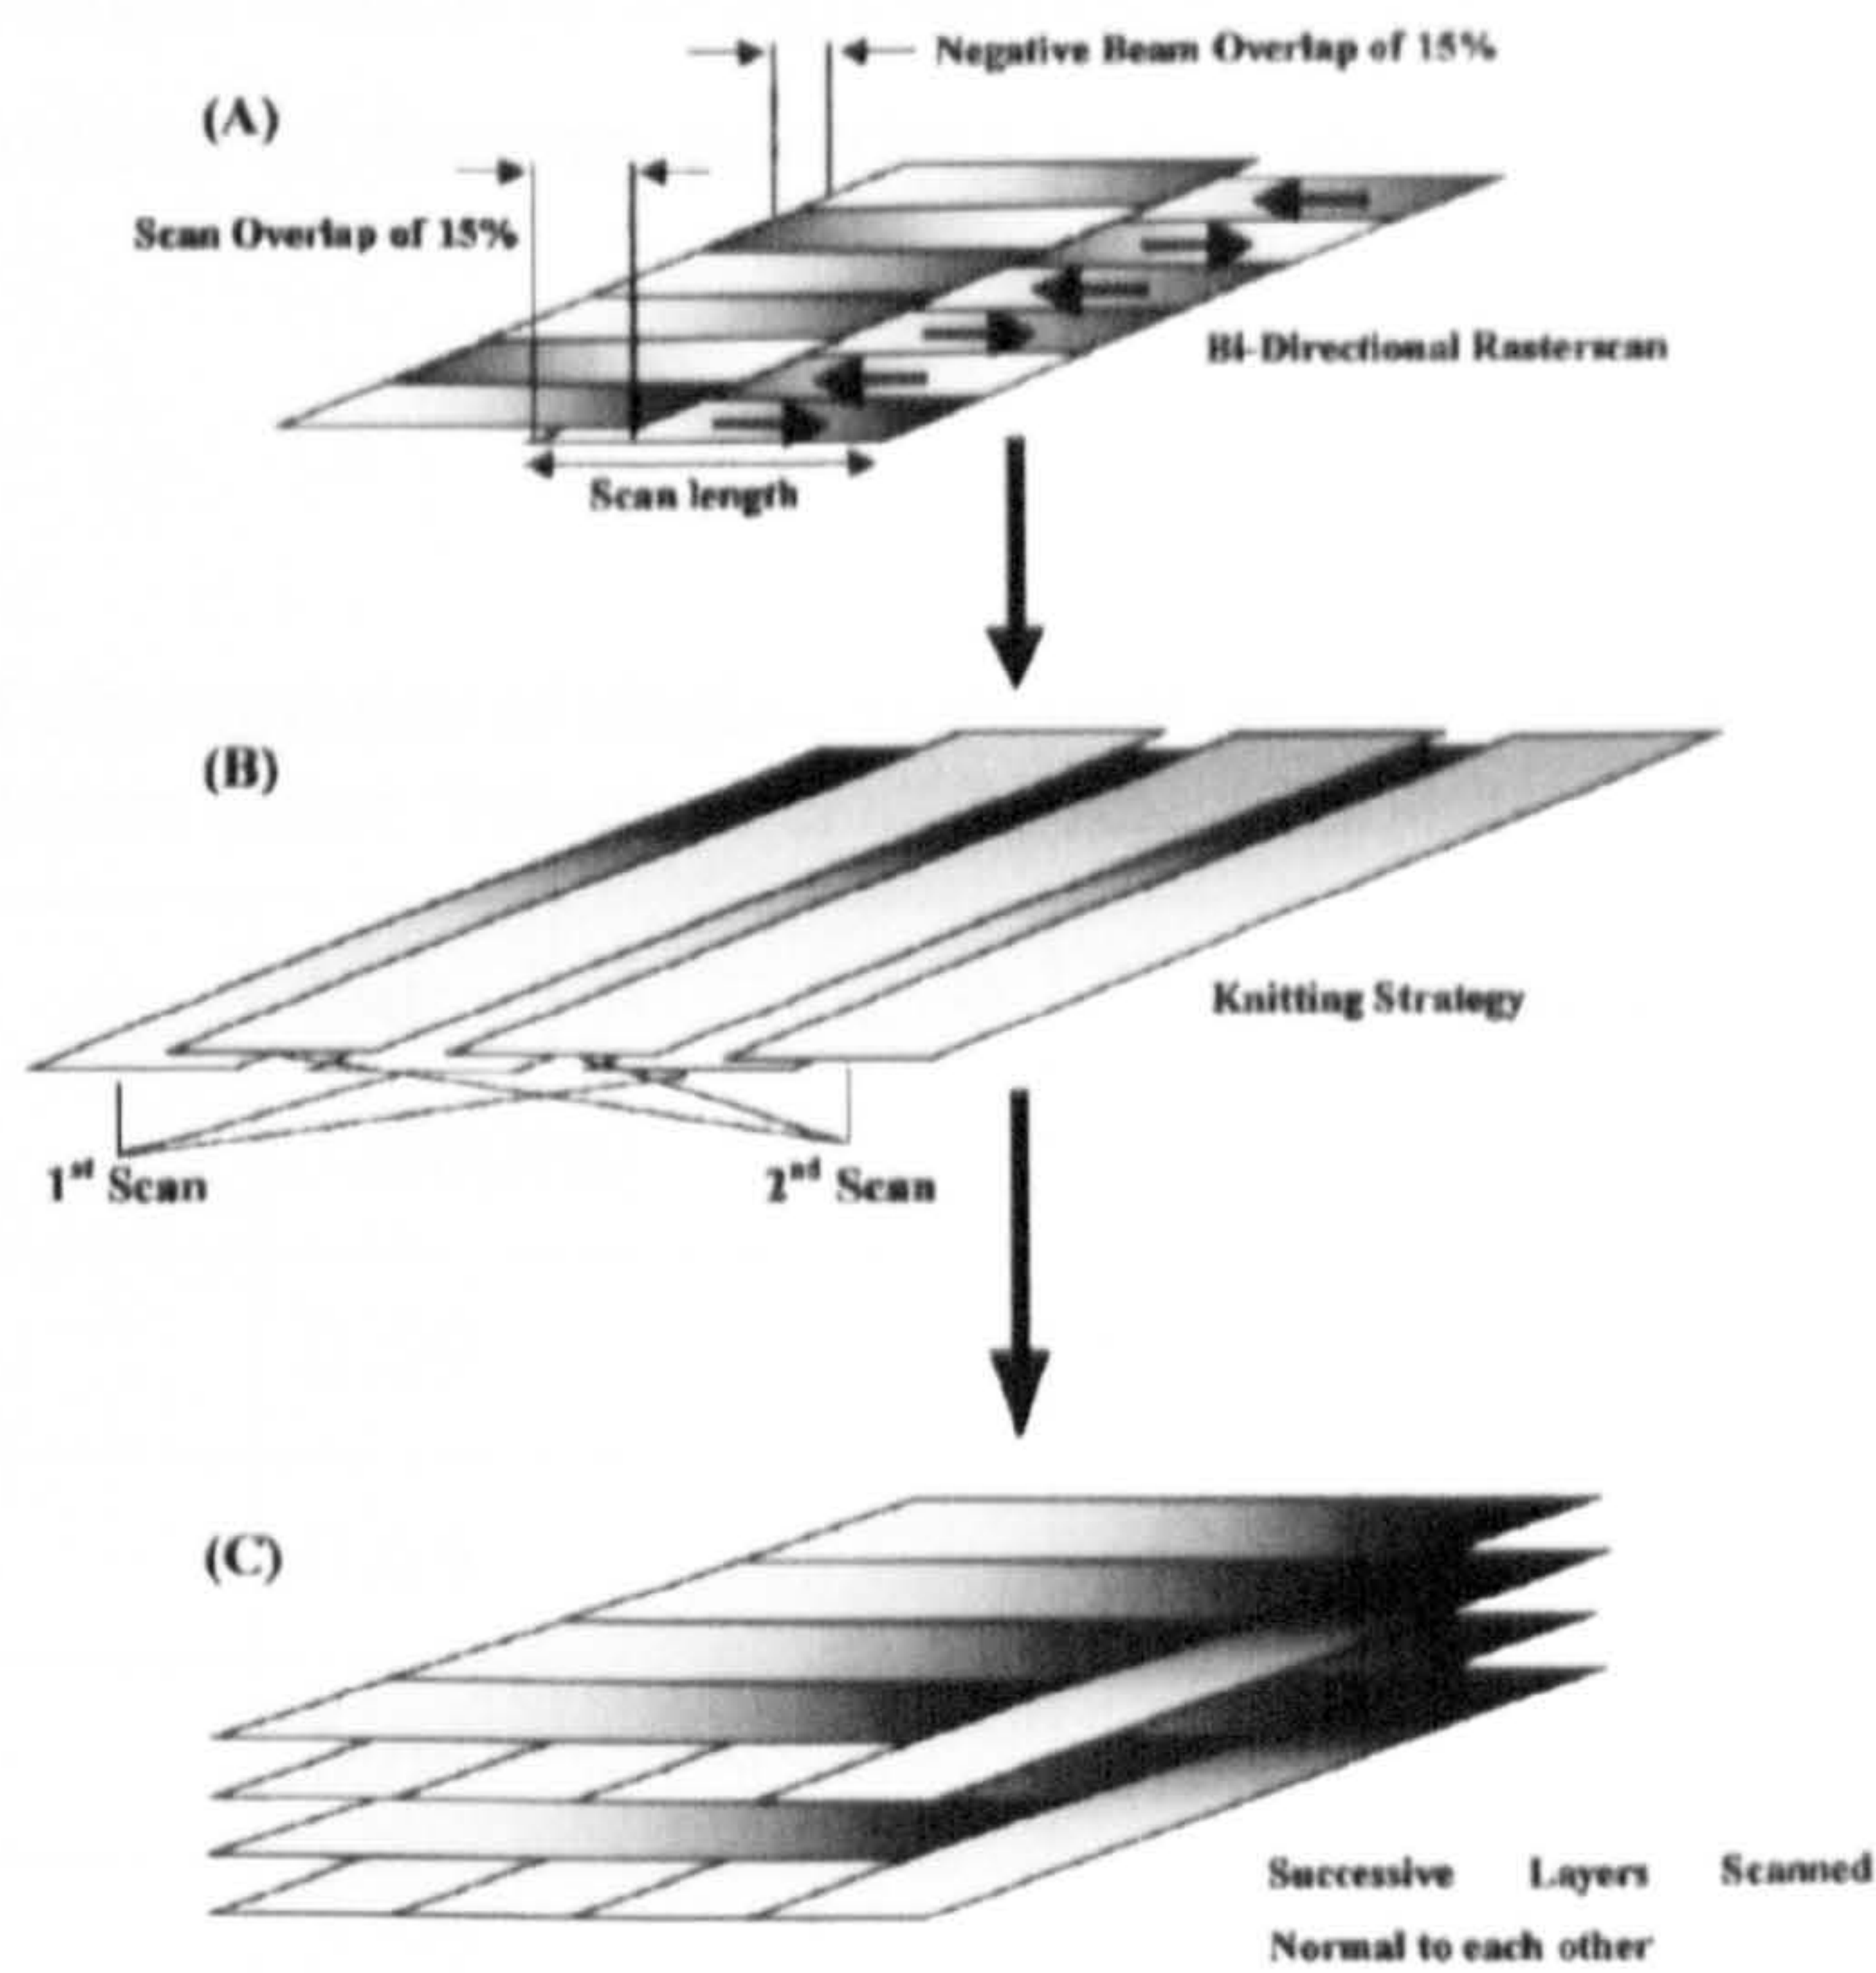 Negative Beam Overlap of 15%
(A)
Scan Overlap of 15%
Bi-Directional Rasterscan
Scan length
(B)
Knitting Strategy
1st Scan
2nd Scan
(C)
Successive Layers Scanned
Normal to each other